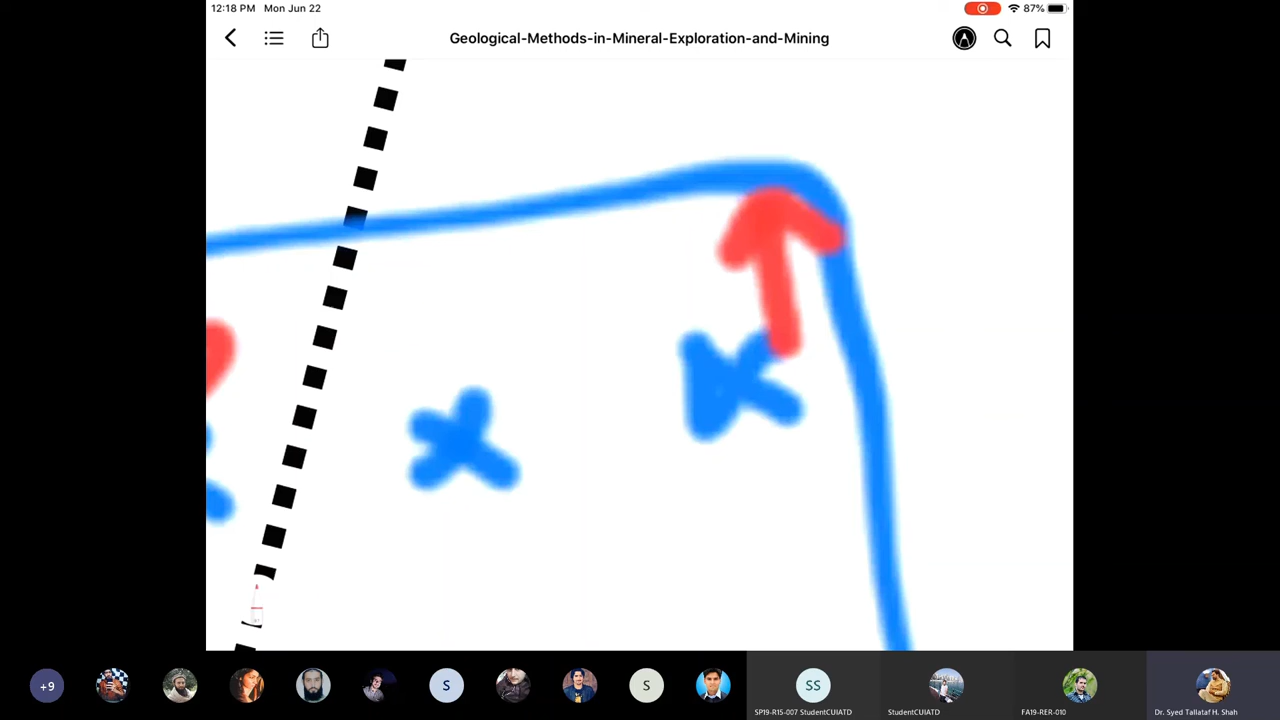 12:18 PM Mon Jun 22
87%
Geological-Methods-in-Mineral-Exploration-and-Mining
+9
S
S
SS
SP19-R1S-007 StudentCUIATD
StudentCUIATD
FA19-RER-010
Dr. Syed Tallataf H. Shah